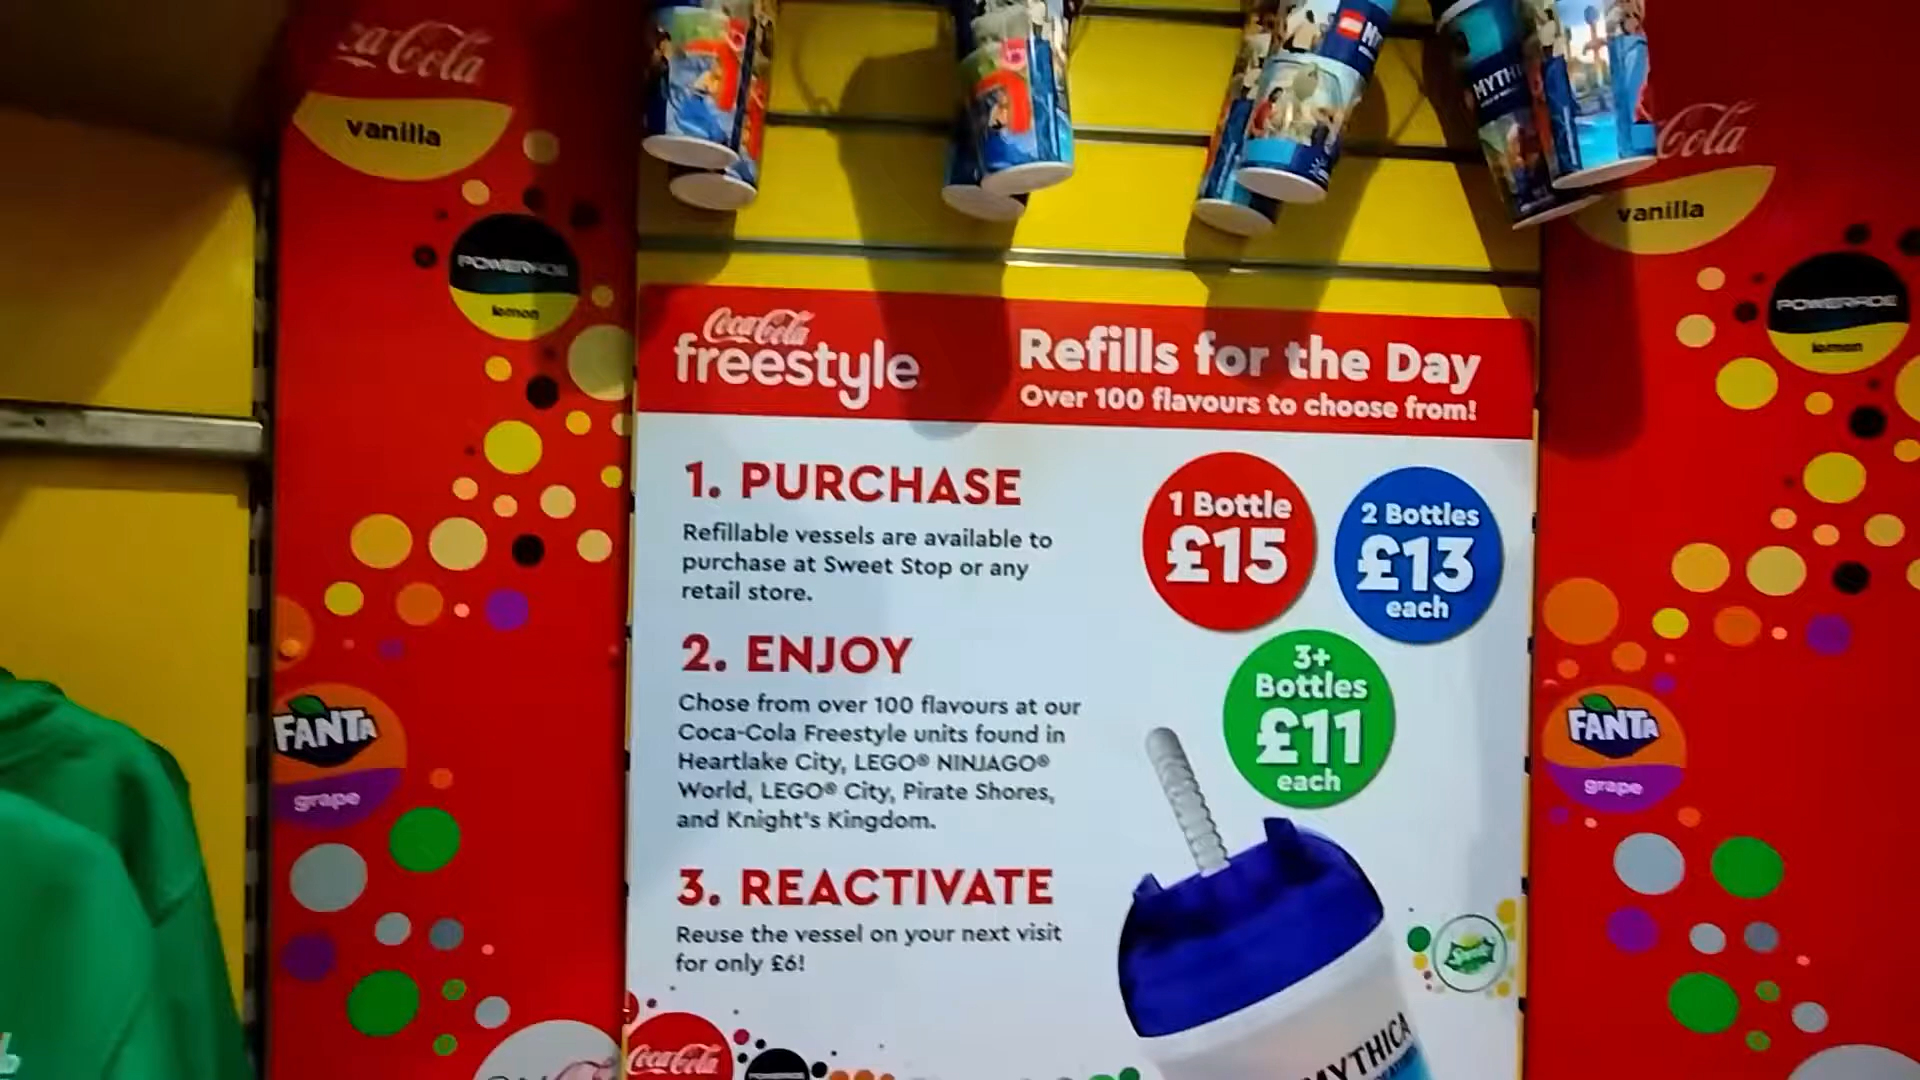 Coca-Cola
vanilla
POWERADE
lemon
FANTA
grape
MYTHICA
Cola
vanilla
POWERADE
lemon
FANTA
grape
Coca-Cola
freestyle
Refills for the Day
Over 100 flavours to choose from!
1. PURCHASE
Refillable vessels are available to
purchase at Sweet Stop or any
retail store.
1 Bottle
£15
2 Bottles
£13
each
3+
Bottles
£11
each
2. ENJOY
Chose from over 100 flavours at our
Coca-Cola Freestyle units found in
Heartlake City, LEGO® NINJAGO®
World, LEGO® City, Pirate Shores,
and Knight's Kingdom.
3. REACTIVATE
Reuse the vessel on your next visit
for only £6!
Sprite
Coca-Cola
MYTHICA